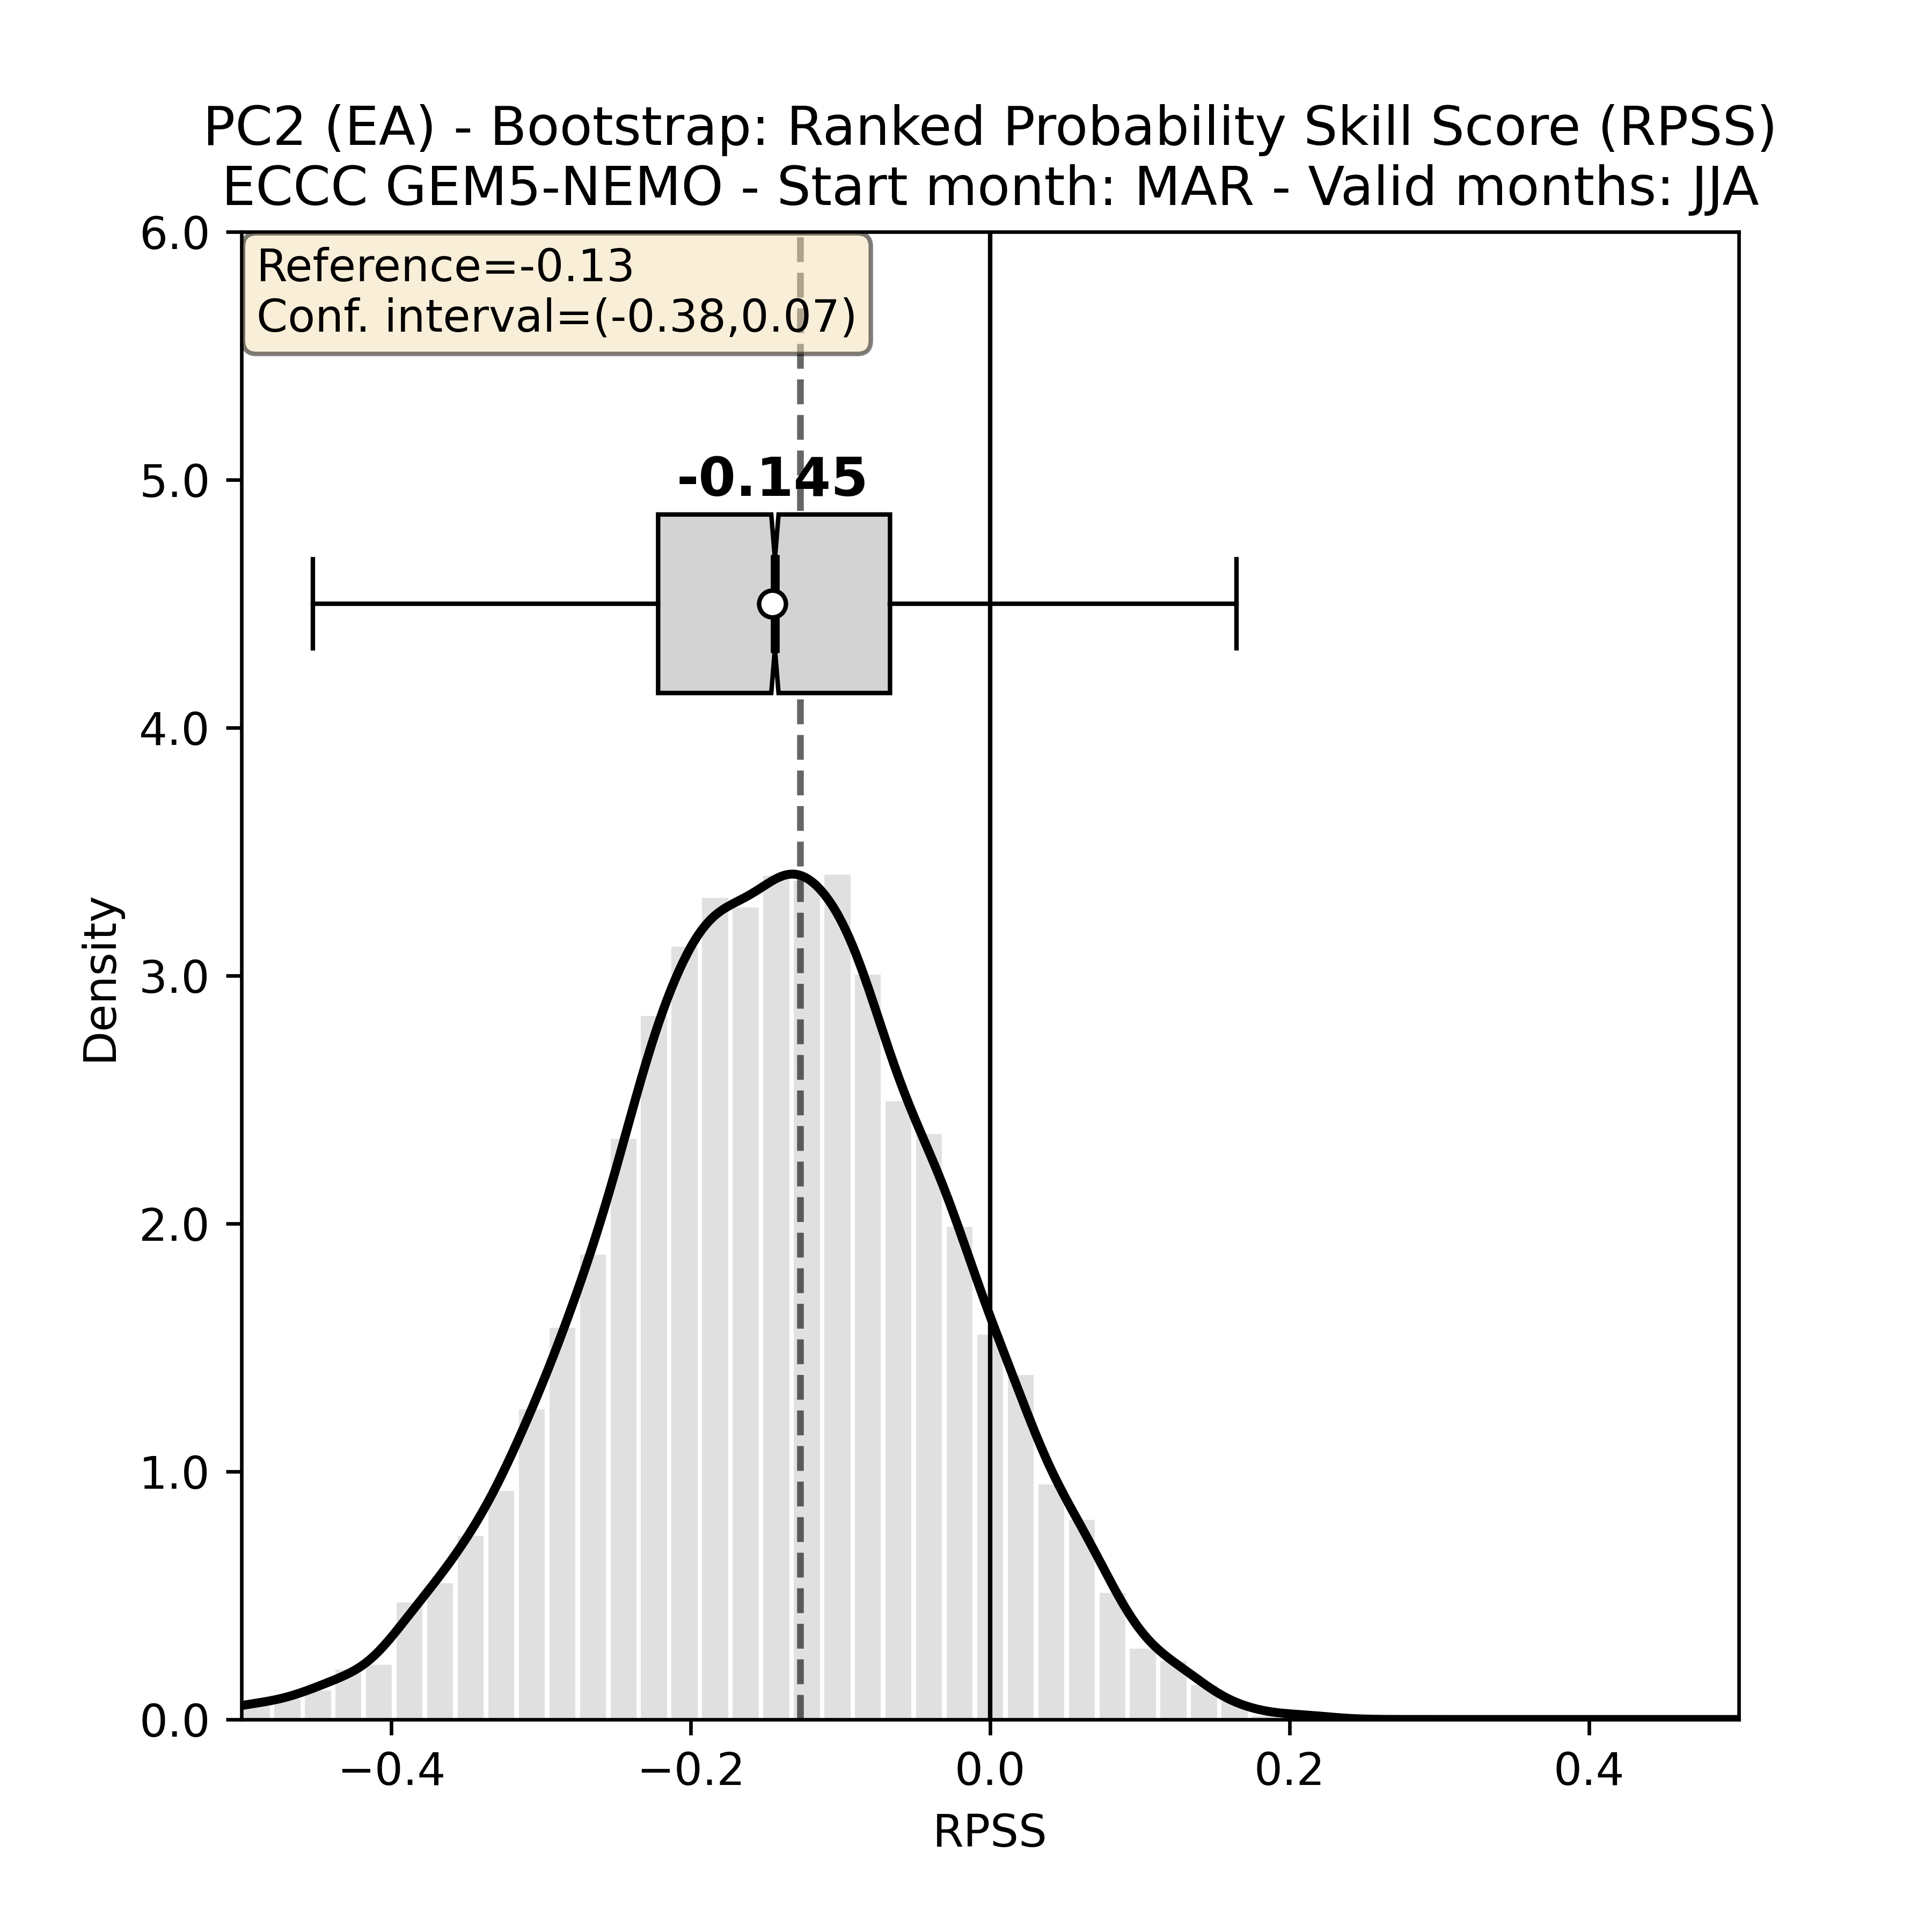 PC2 (EA) - Bootstrap: Ranked Probability Skill Score (RPSS)
ECCC GEM5-NEMO - Start month: MAR - Valid months: JJA
Reference=-0.13
Conf. interval=(-0.38,0.07)
-0.145
6.0
5.0
4.0
3.0
2.0
1.0
0.0
Density
−0.4
−0.2
0.0
0.2
0.4
RPSS